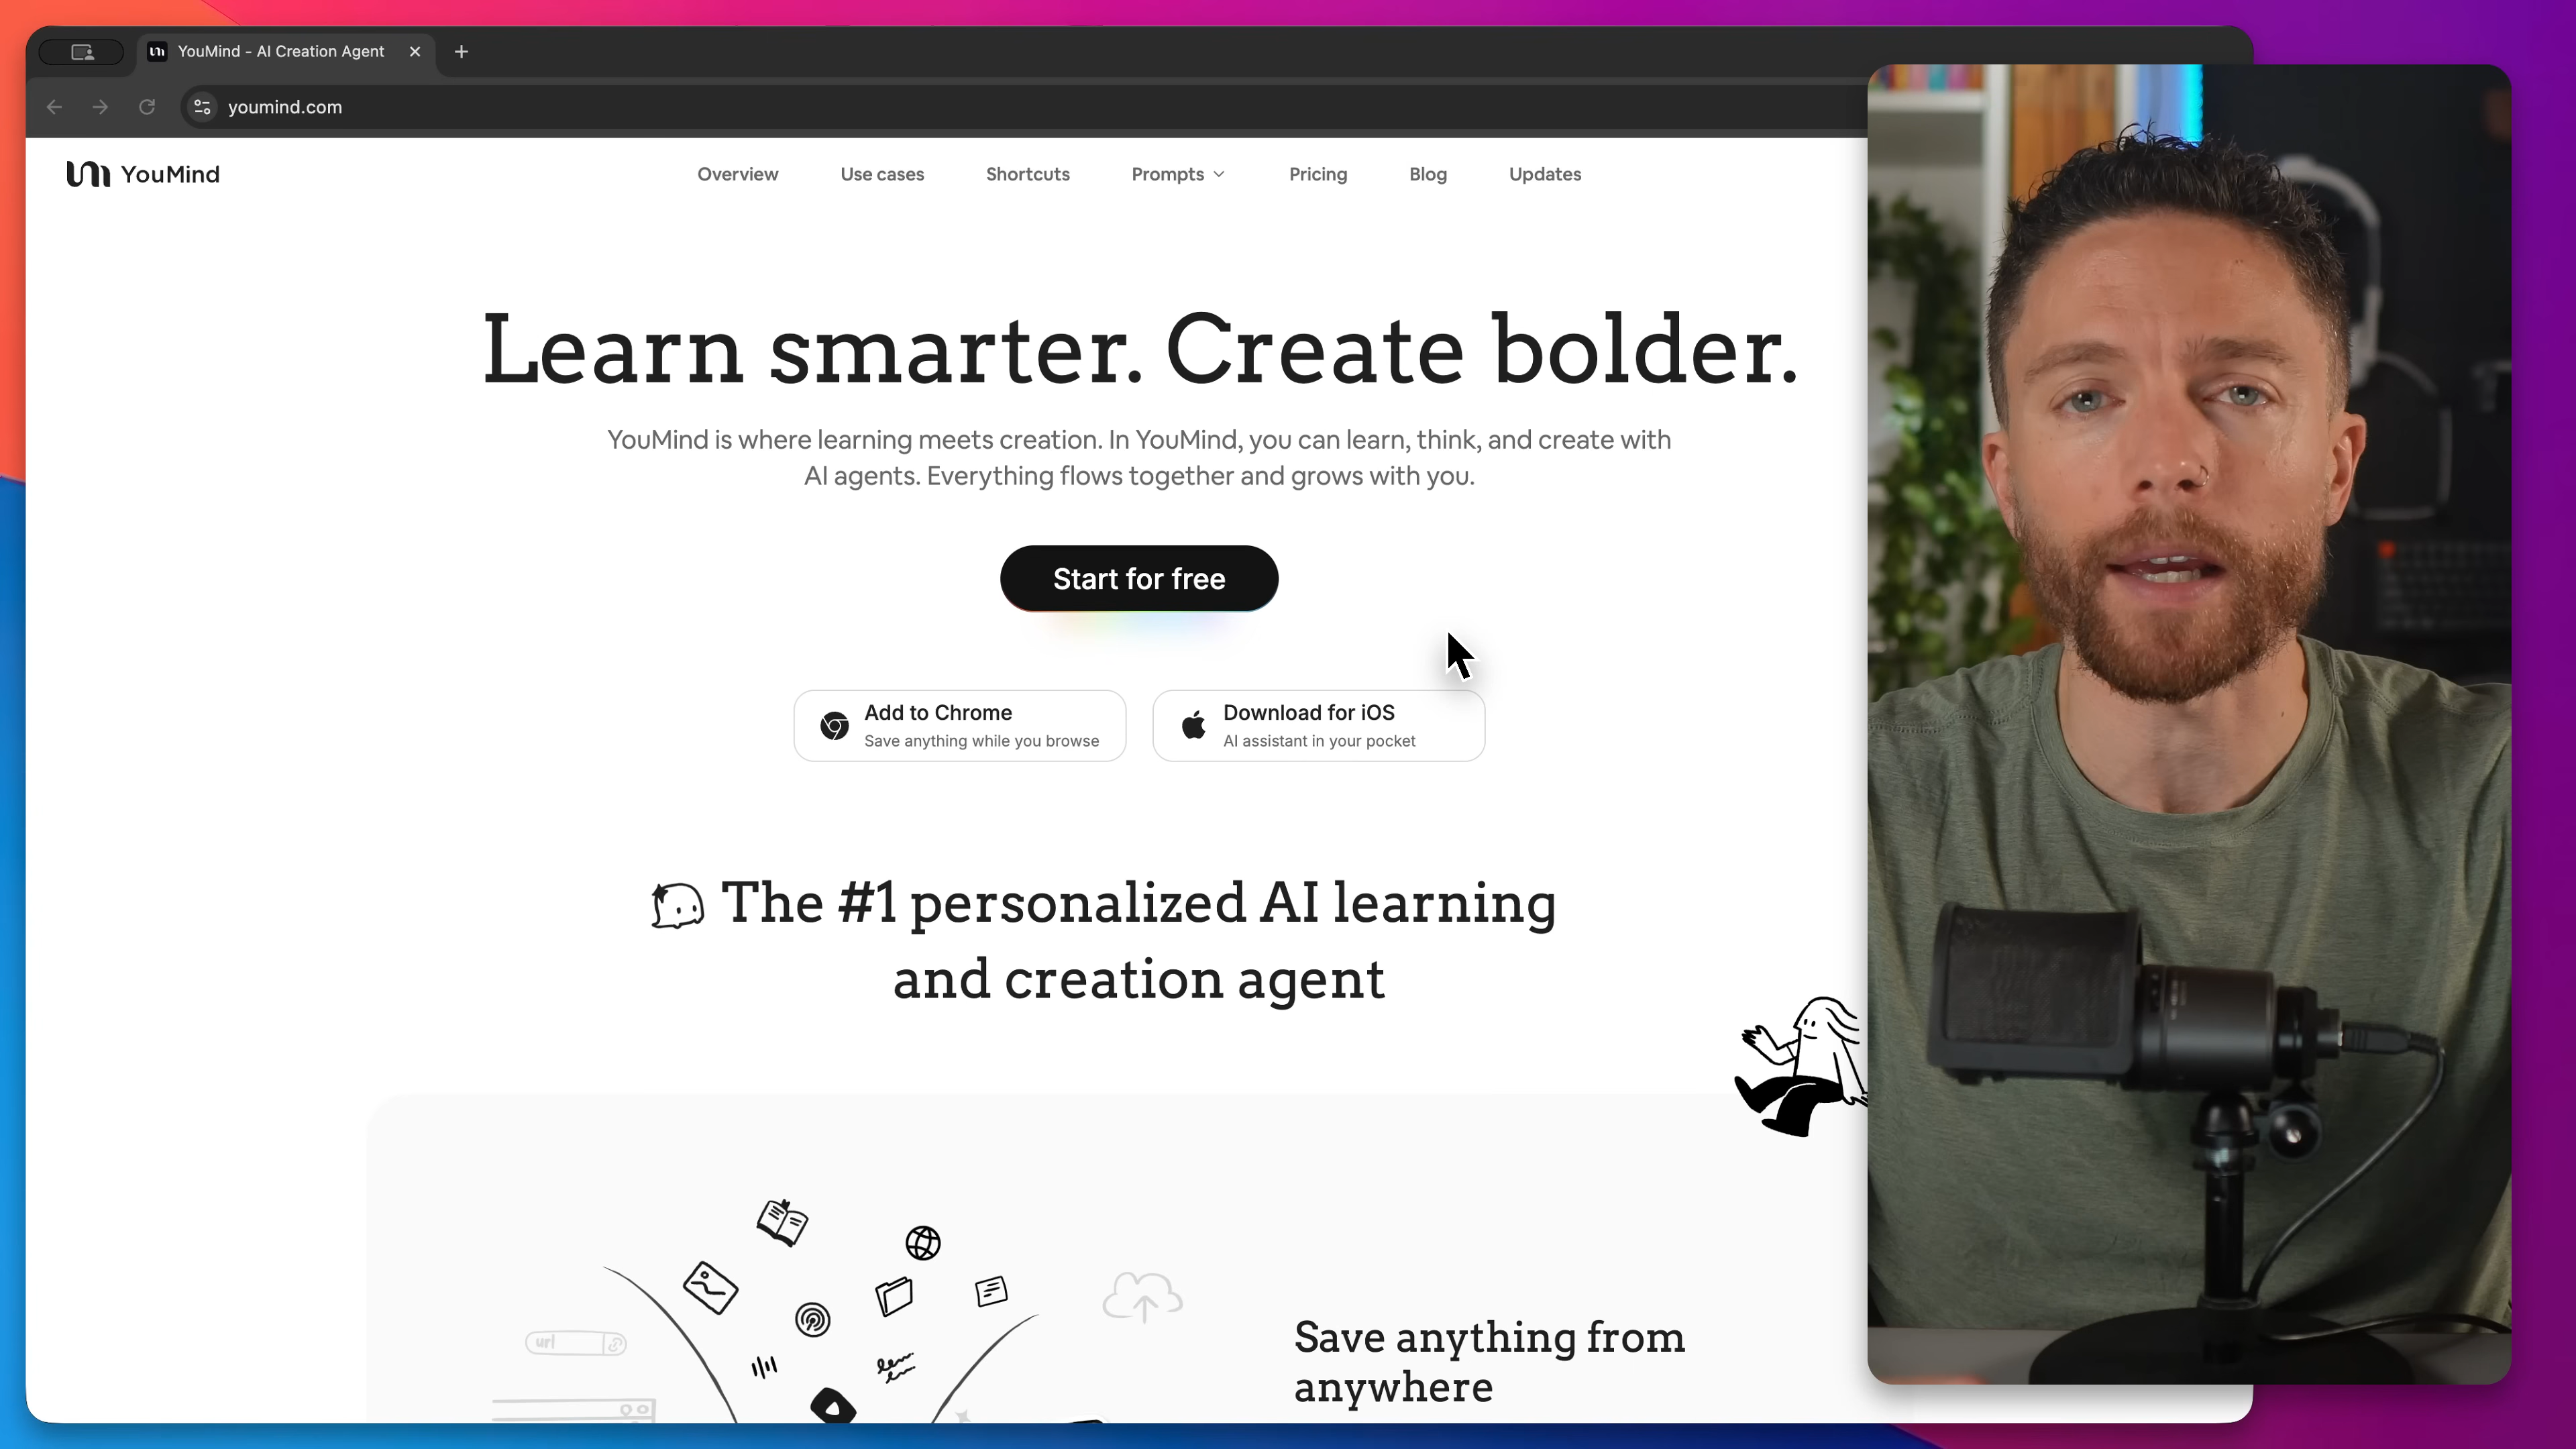 YouMind - AI Creation Agent
youmind.com
YouMind
Overview
Use cases
Shortcuts
Prompts
Pricing
Blog
Updates
Learn smarter. Create bolder.
YouMind is where learning meets creation. In YouMind, you can learn, think, and create with
AI agents. Everything flows together and grows with you.
Start for free
Add to Chrome
Save anything while you browse
Download for iOS
AI assistant in your pocket
The #1 personalized AI learning
and creation agent
url
Save anything from
anywhere